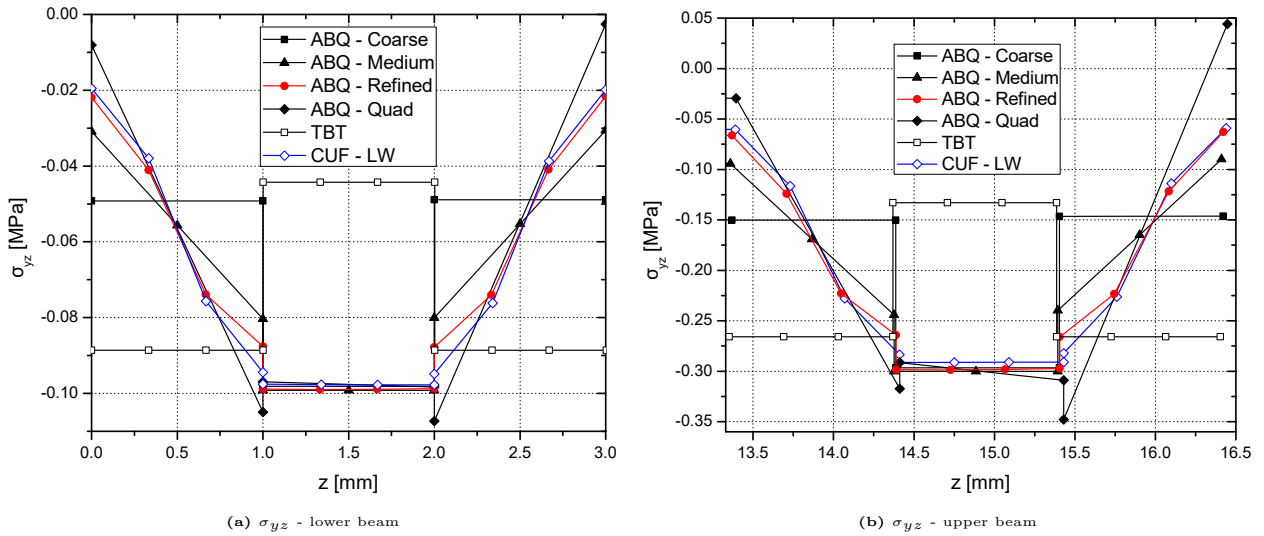 0.00
-0.02
-0.04
-0.06
-0.08
-0.10
σyz [MPa]
0.0 0.5 1.0 1.5 2.0 2.5 3.0
z [mm]
ABQ - Coarse
ABQ - Medium
ABQ - Refined
ABQ - Quad
TBT
CUF - LW
(a) σyz - lower beam
0.05
0.00
-0.05
-0.10
-0.15
-0.20
-0.25
-0.30
-0.35
σyz [MPa]
13.5 14.0 14.5 15.0 15.5 16.0 16.5
z [mm]
ABQ - Coarse
ABQ - Medium
ABQ - Refined
ABQ - Quad
TBT
CUF - LW
(b) σyz - upper beam